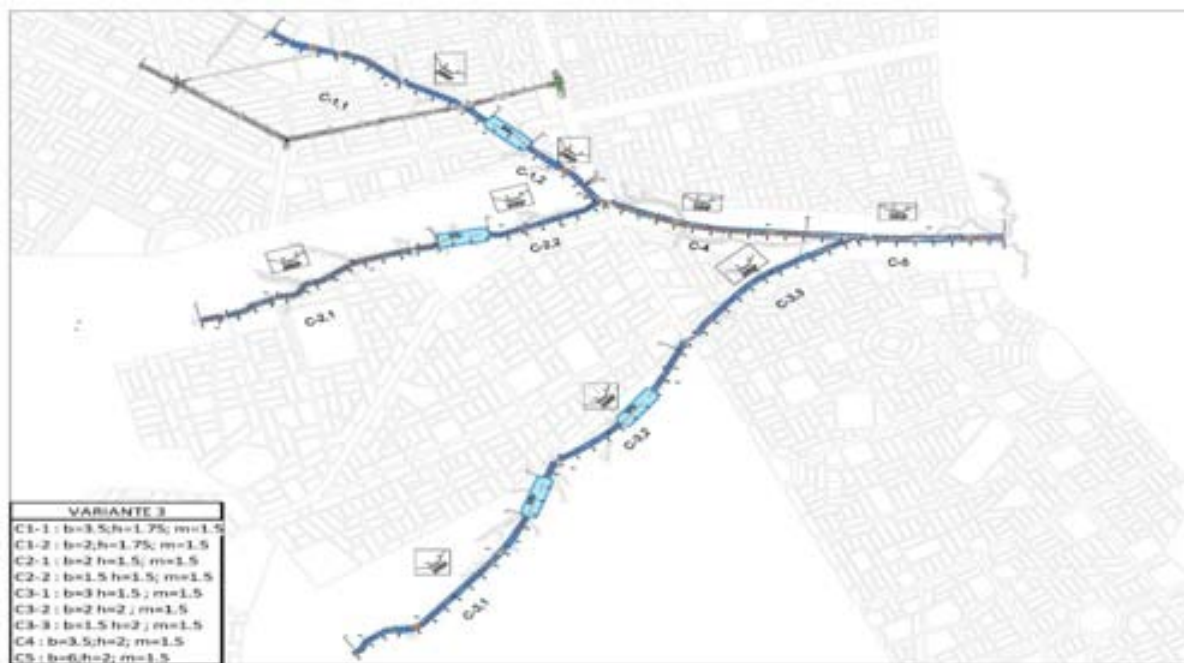 C-1.1
C-1.2
C-2.2
C-2.1
C-4
C-5
C-3.3
C-3.2
C-3.1
VARIANTE 3
C1-1 : b=3.5;h=1.75; m=1.5
C1-2 : b=2;h=1.75; m=1.5
C2-1 : b=2 h=1.5; m=1.5
C2-2 : b=1.5 h=1.5; m=1.5
C3-1 : b=3 h=1.5 ; m=1.5
C3-2 : b=2 h=2 ; m=1.5
C3-3 : b=1.5 h=2 ; m=1.5
C4 : b=3.5;h=2; m=1.5
C5 : b=6;h=2; m=1.5